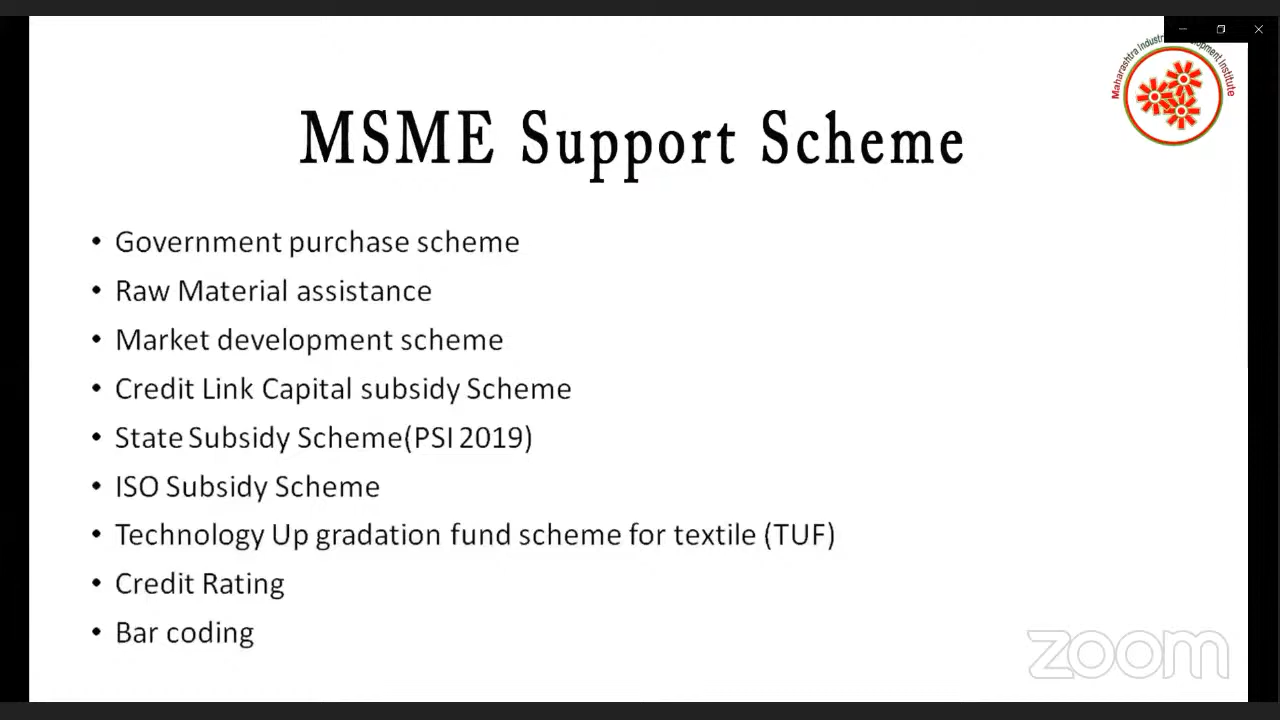 Maharashtra Industr opment Institute
MSME Support Scheme
• Government purchase scheme
• Raw Material assistance
• Market development scheme
• Credit Link Capital subsidy Scheme
• State Subsidy Scheme(PSI 2019)
• ISO Subsidy Scheme
• Technology Up gradation fund scheme for textile (TUF)
• Credit Rating
• Bar coding
zoom